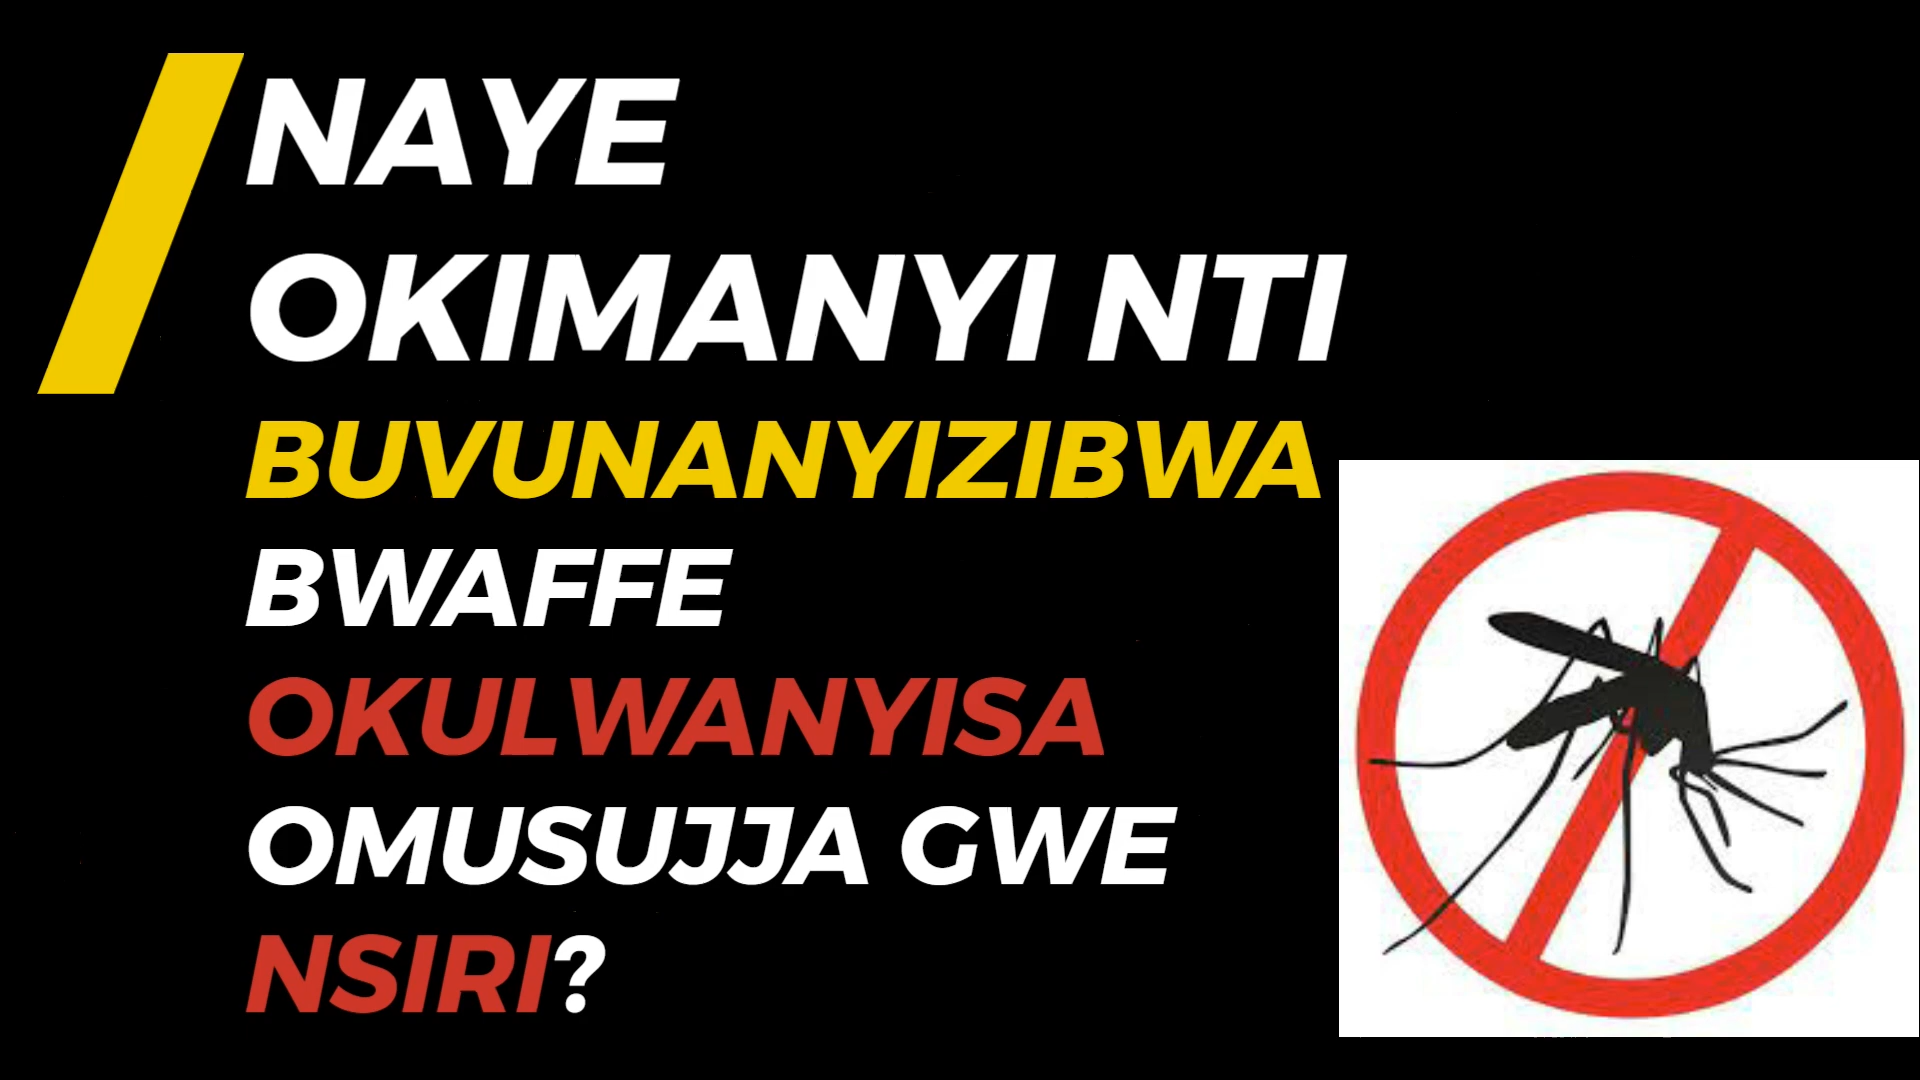 NAYE
OKIMANYI NTI
BUVUNANYIZIBWA
BWAFFE
OKULWANYISA
OMUSUJJA GWE
NSIRI?